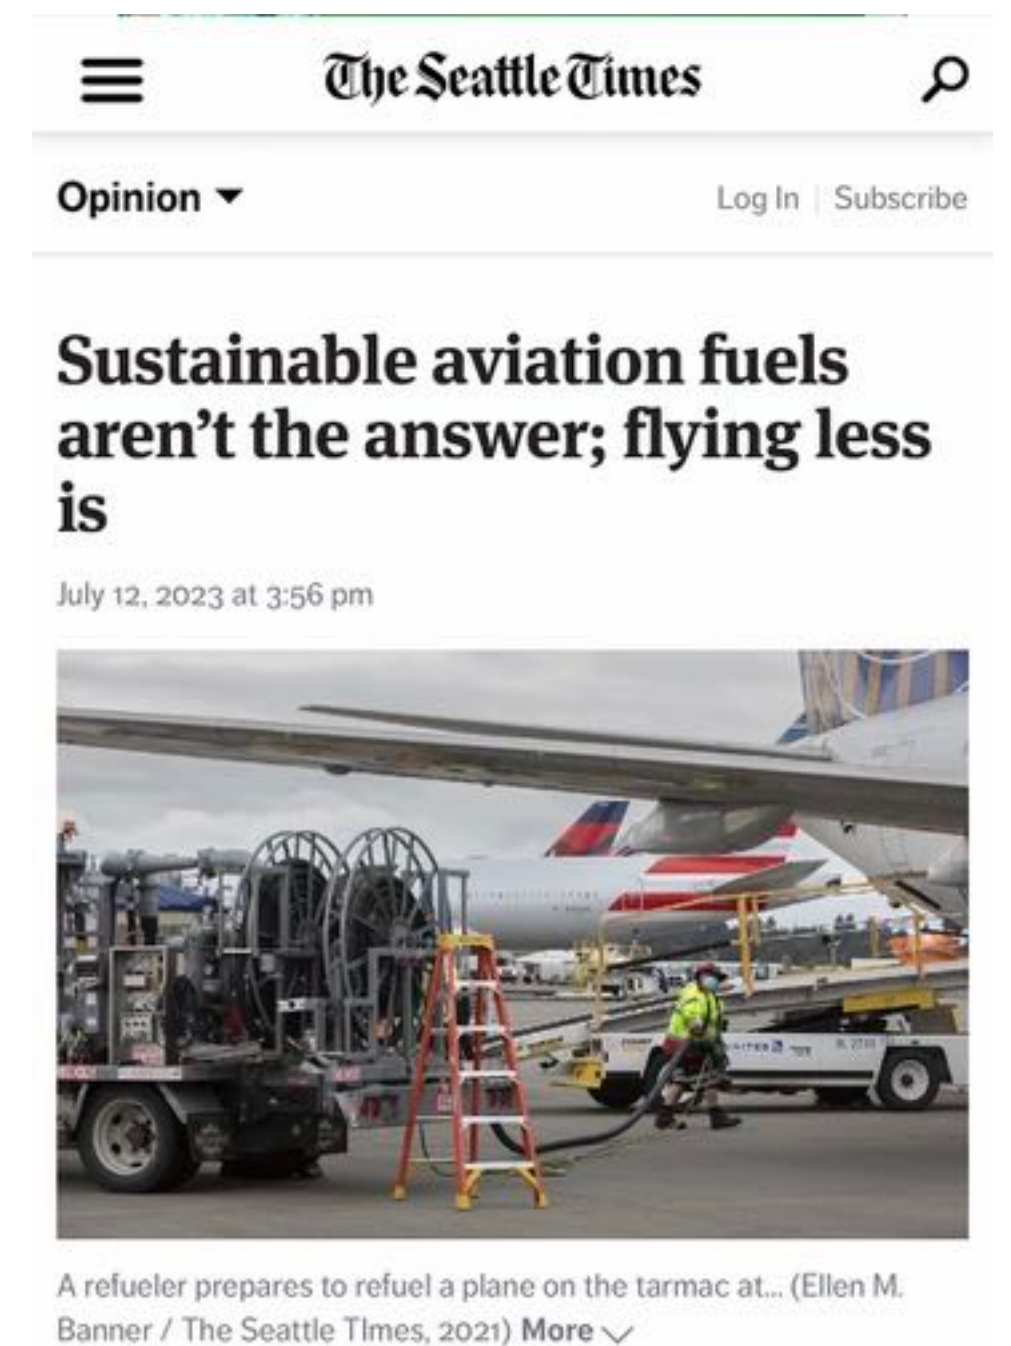 The Seattle Times
Opinion
Log In | Subscribe
Sustainable aviation fuels
aren't the answer; flying less
is
July 12, 2023 at 3:56 pm
UNITED
A refueler prepares to refuel a plane on the tarmac at... (Ellen M.
Banner / The Seattle TImes, 2021) More